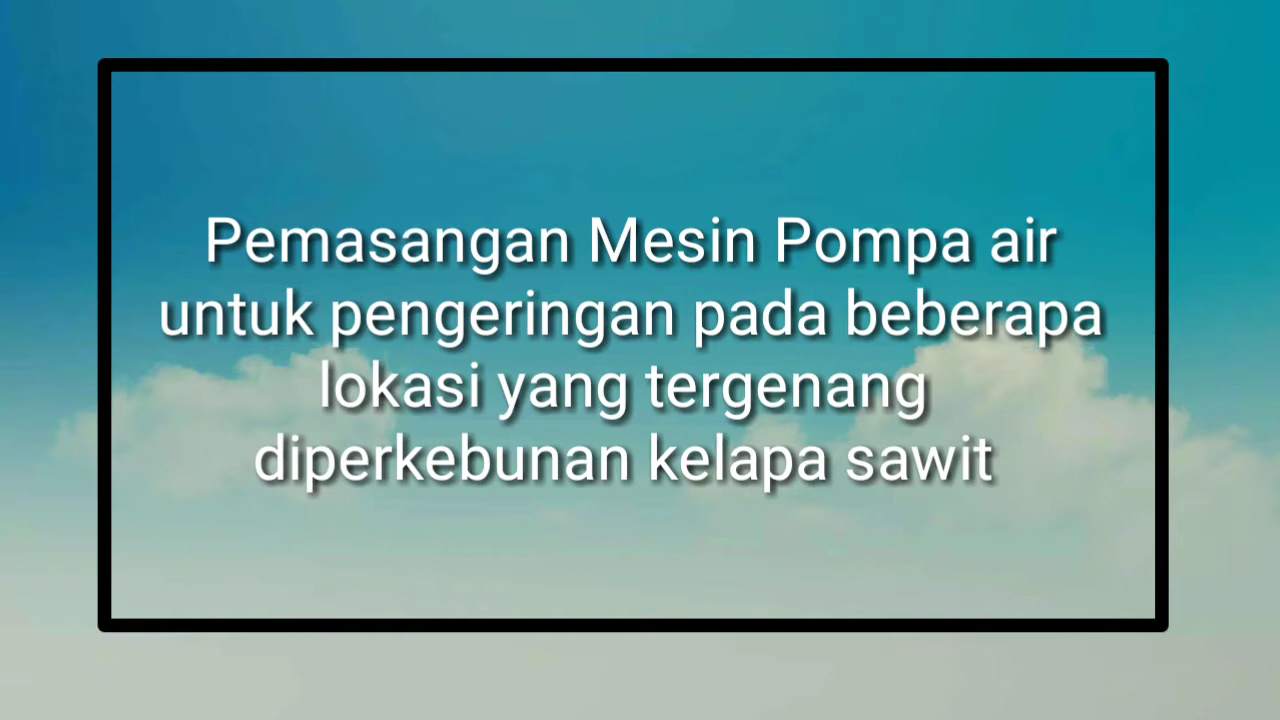 Pemasangan Mesin Pompa air
untuk pengeringan pada beberapa
lokasi yang tergenang
diperkebunan kelapa sawit